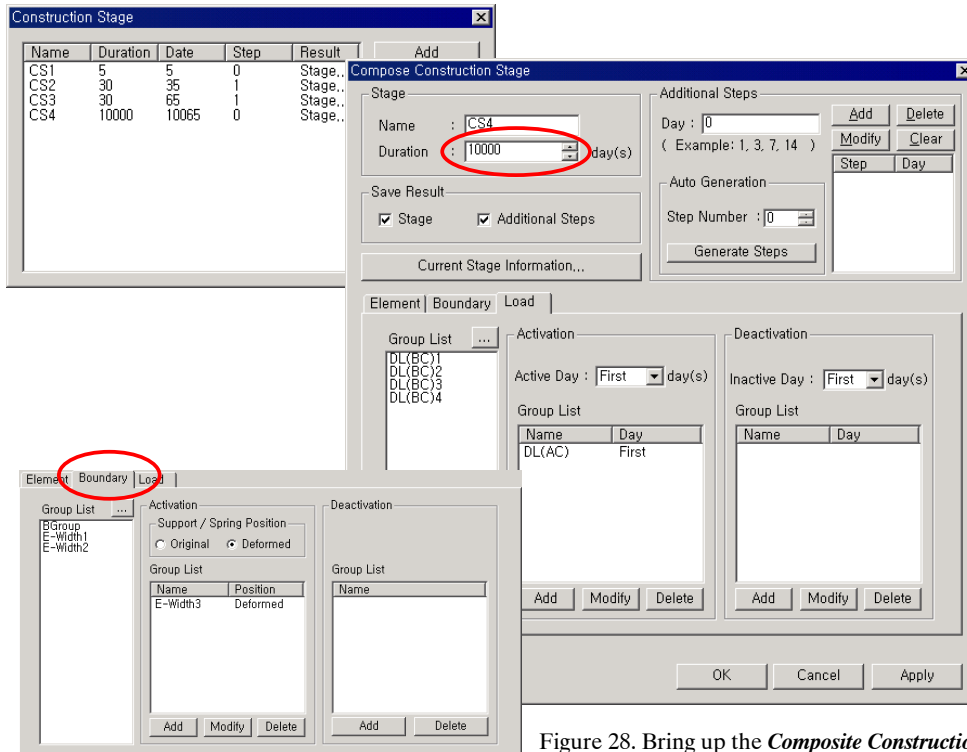 Construction Stage
Name Duration Date Step Result Add
CS1 5 5 0 Stage..
CS2 30 35 1 Stage..
CS3 30 65 1 Stage..
CS4 10000 10065 0 Stage..
Compose Construction Stage
Stage
Name : CS4
Duration : 10000 day(s)
Save Result
Stage Additional Steps
Current Stage Information...
Additional Steps
Day : 0
( Example: 1, 3, 7, 14 )
Add Delete
Modify Clear
Step Day
Auto Generation
Step Number : 0
Generate Steps
Element Boundary Load
Group List ...
DL(BC)1
DL(BC)2
DL(BC)3
DL(BC)4
Activation
Active Day : First day(s)
Group List
Name Day
DL(AC) First
Add Modify Delete
Deactivation
Inactive Day : First day(s)
Group List
Name Day
Add Modify Delete
OK Cancel Apply
Element Boundary Load
Group List ...
BGroup
E-Width1
E-Width2
Activation
Support / Spring Position
Original Deformed
Group List
Name Position
E-Width3 Deformed
Add Modify Delete
Deactivation
Group List
Name
Add Delete
Figure 28. Bring up the Composite Constructio